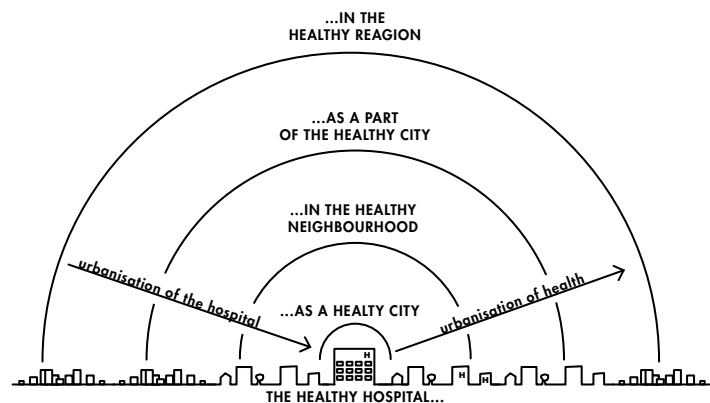 ...IN THE
HEALTHY REAGION
...AS A PART
OF THE HEALTHY CITY
...IN THE HEALTHY
NEIGHBOURHOOD
urbanisation of the hospital
urbanisation of health
...AS A HEALTY CITY
H
H
H
THE HEALTHY HOSPITAL...